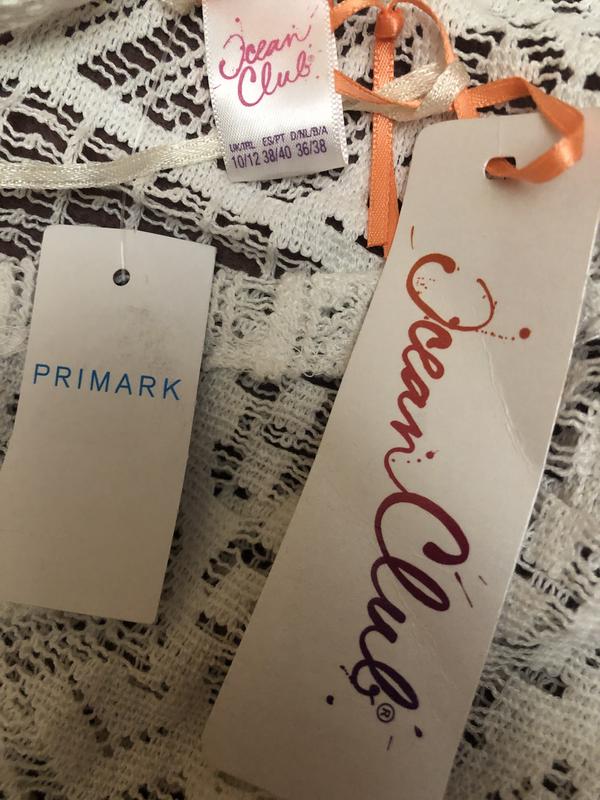 Ocean
Club®
UK/IRL ES/PT D/NL/B/A
10/12 38/40 36/38
PRIMARK
Ocean Club®